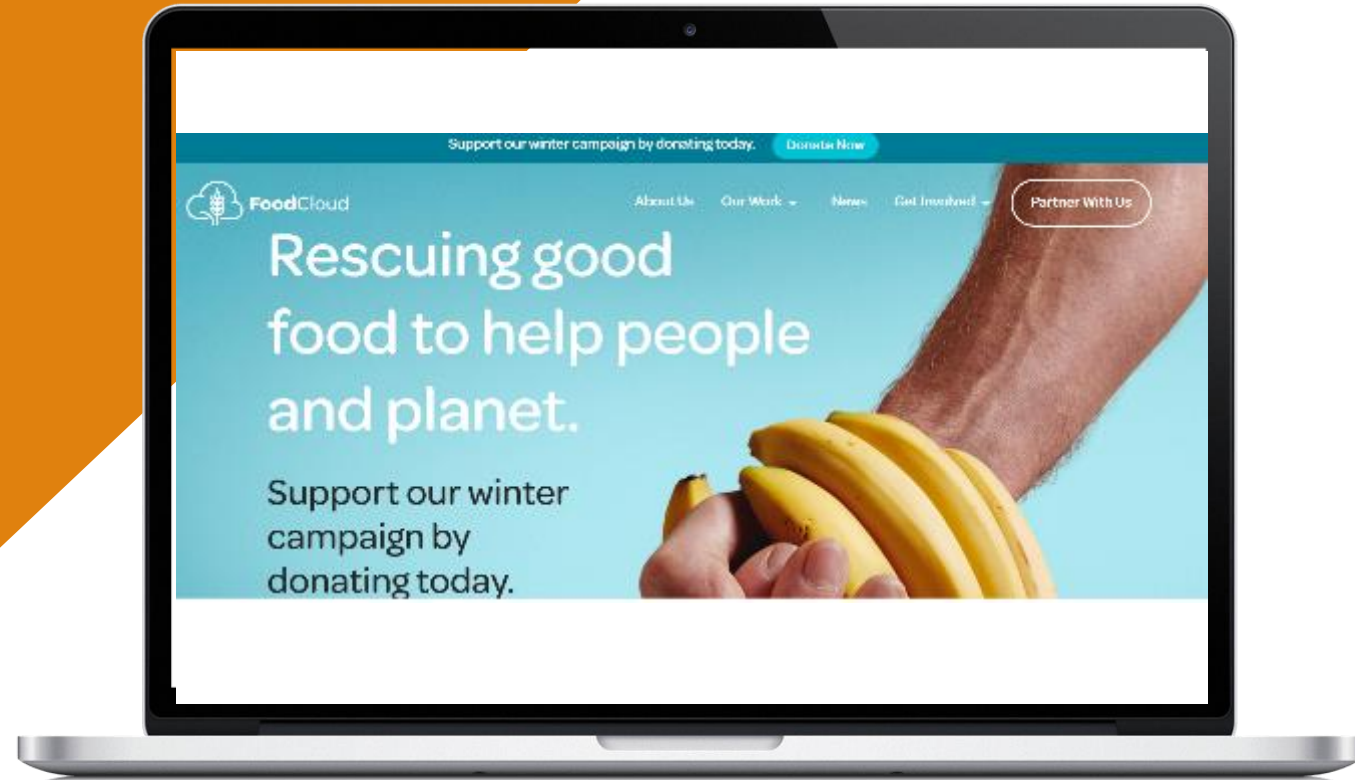 Support our winter campaign by donating today. Donate Now
FoodCloud About Us Our Work News Get Involved Partner With Us
Rescuing good
food to help people
and planet.
Support our winter
campaign by
donating today.